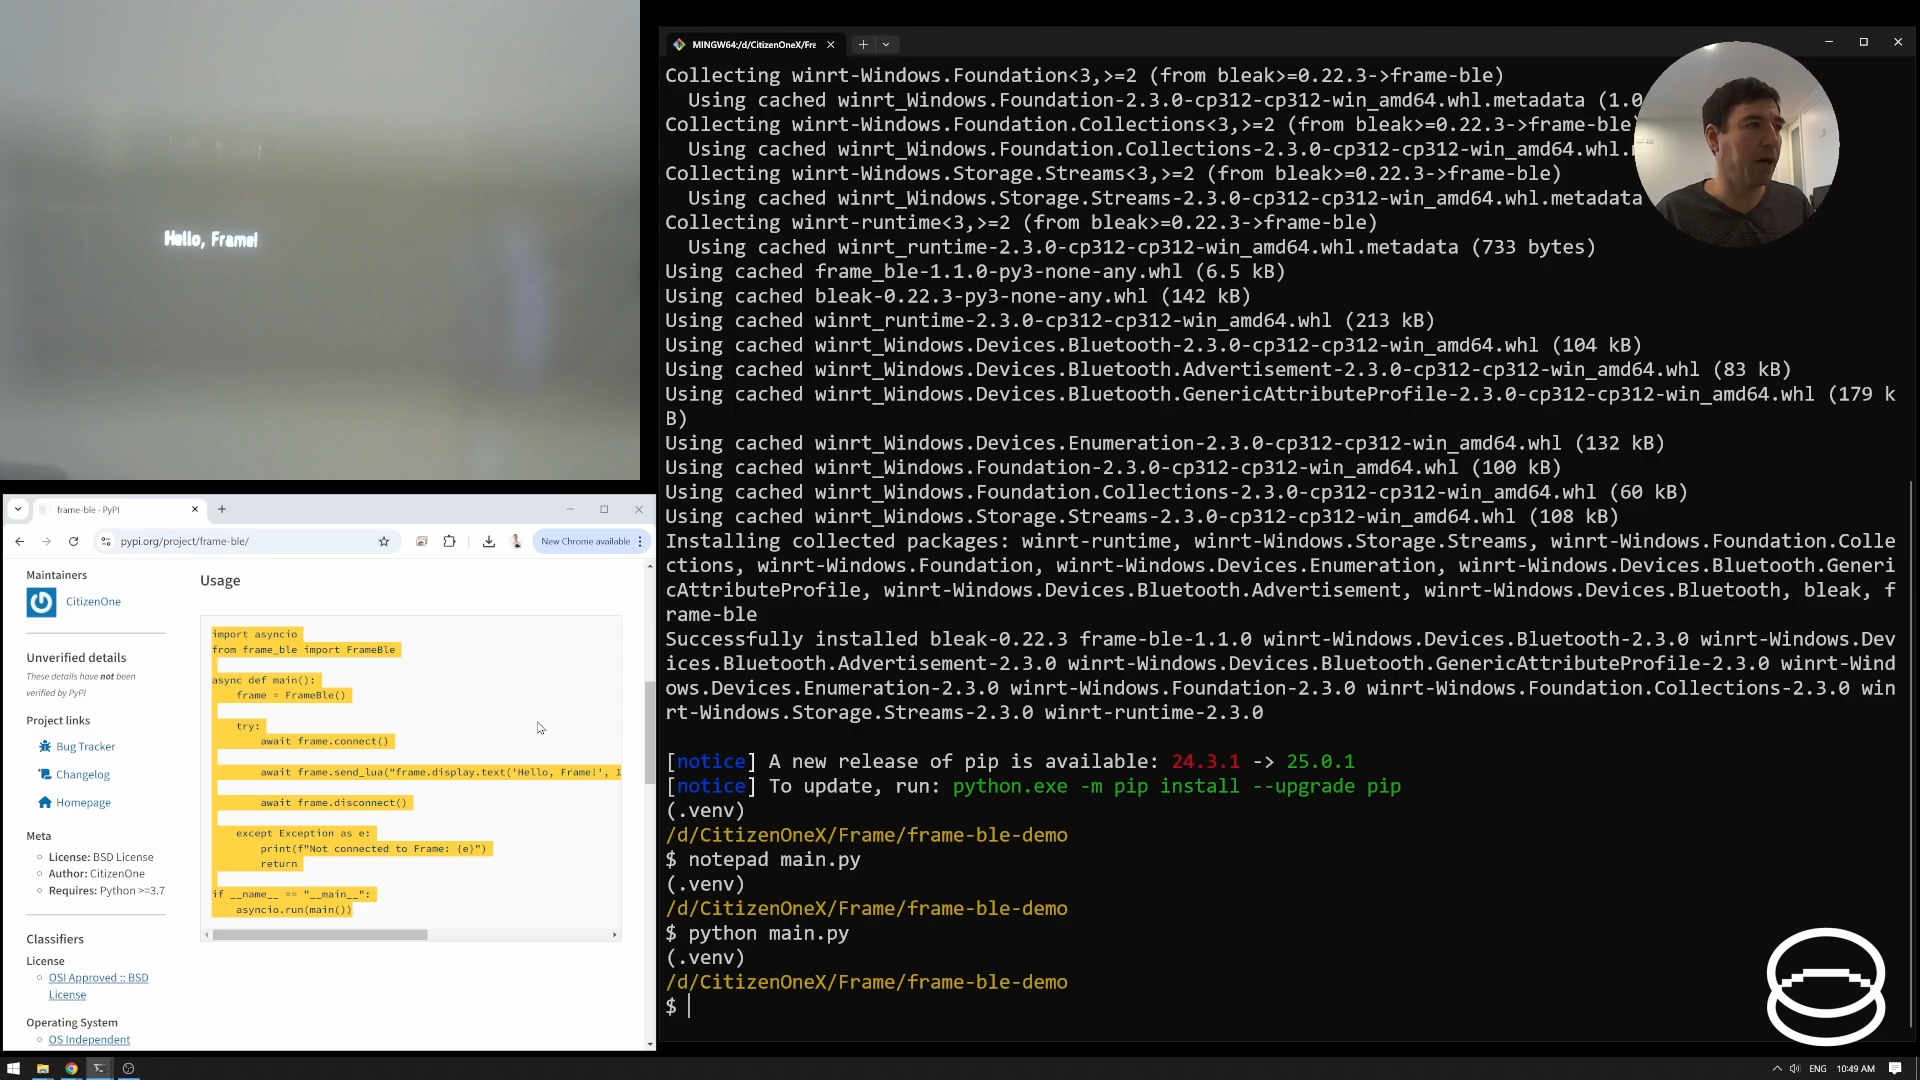 Hello, Frame!
frame-ble · PyPI
pypi.org/project/frame-ble/
New Chrome available
Maintainers
CitizenOne
Unverified details
These details have not been
verified by PyPI
Project links
Bug Tracker
Changelog
Homepage
Meta
License: BSD License
Author: CitizenOne
Requires: Python >=3.7
Classifiers
License
OSI Approved :: BSD
License
Operating System
OS Independent
Usage
import asyncio
from frame_ble import FrameBle
async def main():
frame = FrameBle()
try:
await frame.connect()
await frame.send_lua("frame.display.text('Hello, Frame!', 1
await frame.disconnect()
except Exception as e:
print(f"Not connected to Frame: {e}")
return
if __name__ == "__main__":
asyncio.run(main())
MINGW64:/d/CitizenOneX/Fra
Collecting winrt-Windows.Foundation<3,>=2 (from bleak>=0.22.3->frame-ble)
Using cached winrt_Windows.Foundation-2.3.0-cp312-cp312-win_amd64.whl.metadata (1.0
Collecting winrt-Windows.Foundation.Collections<3,>=2 (from bleak>=0.22.3->frame-ble)
Using cached winrt_Windows.Foundation.Collections-2.3.0-cp312-cp312-win_amd64.whl.
Collecting winrt-Windows.Storage.Streams<3,>=2 (from bleak>=0.22.3->frame-ble)
Using cached winrt_Windows.Storage.Streams-2.3.0-cp312-cp312-win_amd64.whl.metadata
Collecting winrt-runtime<3,>=2 (from bleak>=0.22.3->frame-ble)
Using cached winrt_runtime-2.3.0-cp312-cp312-win_amd64.whl.metadata (733 bytes)
Using cached frame_ble-1.1.0-py3-none-any.whl (6.5 kB)
Using cached bleak-0.22.3-py3-none-any.whl (142 kB)
Using cached winrt_runtime-2.3.0-cp312-cp312-win_amd64.whl (213 kB)
Using cached winrt_Windows.Devices.Bluetooth-2.3.0-cp312-cp312-win_amd64.whl (104 kB)
Using cached winrt_Windows.Devices.Bluetooth.Advertisement-2.3.0-cp312-cp312-win_amd64.whl (83 kB)
Using cached winrt_Windows.Devices.Bluetooth.GenericAttributeProfile-2.3.0-cp312-cp312-win_amd64.whl (179 k
B)
Using cached winrt_Windows.Devices.Enumeration-2.3.0-cp312-cp312-win_amd64.whl (132 kB)
Using cached winrt_Windows.Foundation-2.3.0-cp312-cp312-win_amd64.whl (100 kB)
Using cached winrt_Windows.Foundation.Collections-2.3.0-cp312-cp312-win_amd64.whl (60 kB)
Using cached winrt_Windows.Storage.Streams-2.3.0-cp312-cp312-win_amd64.whl (108 kB)
Installing collected packages: winrt-runtime, winrt-Windows.Storage.Streams, winrt-Windows.Foundation.Colle
ctions, winrt-Windows.Foundation, winrt-Windows.Devices.Enumeration, winrt-Windows.Devices.Bluetooth.Generi
cAttributeProfile, winrt-Windows.Devices.Bluetooth.Advertisement, winrt-Windows.Devices.Bluetooth, bleak, f
rame-ble
Successfully installed bleak-0.22.3 frame-ble-1.1.0 winrt-Windows.Devices.Bluetooth-2.3.0 winrt-Windows.Dev
ices.Bluetooth.Advertisement-2.3.0 winrt-Windows.Devices.Bluetooth.GenericAttributeProfile-2.3.0 winrt-Wind
ows.Devices.Enumeration-2.3.0 winrt-Windows.Foundation-2.3.0 winrt-Windows.Foundation.Collections-2.3.0 win
rt-Windows.Storage.Streams-2.3.0 winrt-runtime-2.3.0
[notice] A new release of pip is available: 24.3.1 -> 25.0.1
[notice] To update, run: python.exe -m pip install --upgrade pip
(.venv)
/d/CitizenOneX/Frame/frame-ble-demo
$ notepad main.py
(.venv)
/d/CitizenOneX/Frame/frame-ble-demo
$ python main.py
(.venv)
/d/CitizenOneX/Frame/frame-ble-demo
$
ENG
10:49 AM